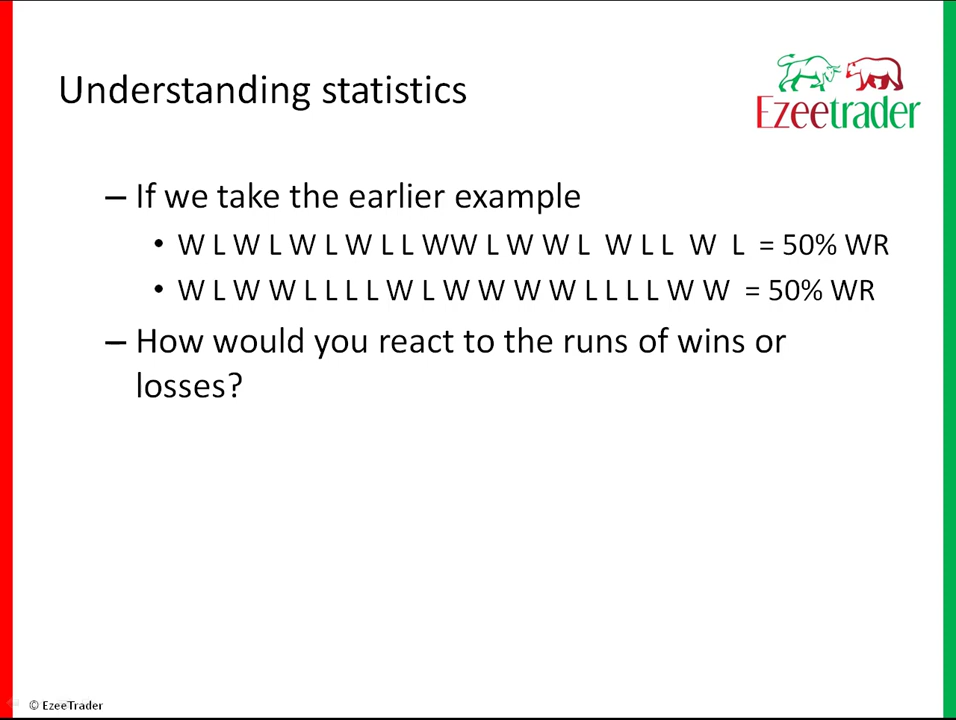 Understanding statistics
Ezeetrader
– If we take the earlier example
• W L W L W L W L L WW L W W L W L L W L = 50% WR
• W L W W L L L L W L W W W W L L L L W W = 50% WR
– How would you react to the runs of wins or
losses?
© EzeeTrader